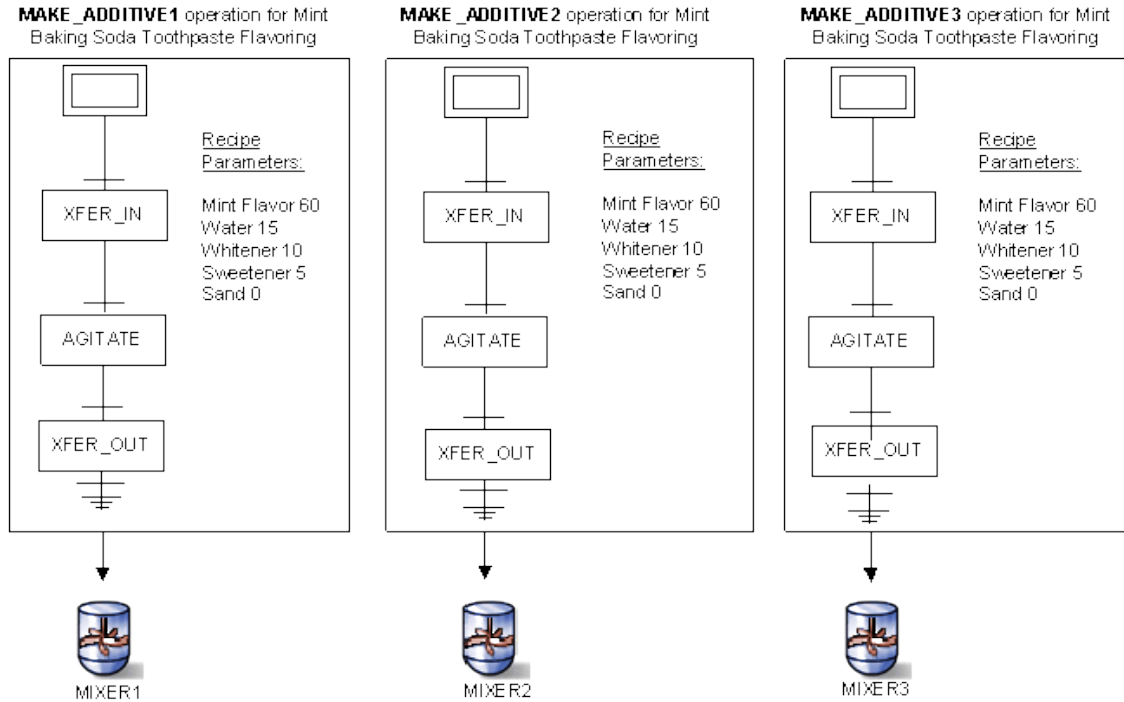 MAKE_ADDITIVE1 operation for Mint
Baking Soda Toothpaste Flavoring
XFER_IN
AGITATE
XFER_OUT
Recipe
Parameters:
Mint Flavor 60
Water 15
Whitener 10
Sweetener 5
Sand 0
MIXER1
MAKE_ADDITIVE2 operation for Mint
Baking Soda Toothpaste Flavoring
XFER_IN
AGITATE
XFER_OUT
Recipe
Parameters:
Mint Flavor 60
Water 15
Whitener 10
Sweetener 5
Sand 0
MIXER2
MAKE_ADDITIVE3 operation for Mint
Baking Soda Toothpaste Flavoring
XFER_IN
AGITATE
XFER_OUT
Recipe
Parameters:
Mint Flavor 60
Water 15
Whitener 10
Sweetener 5
Sand 0
MIXER3